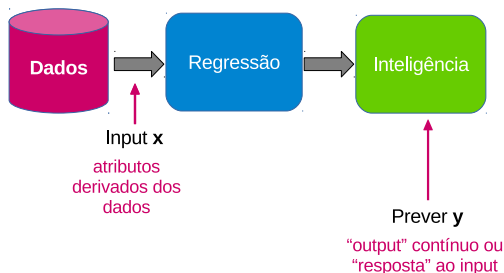 Dados
Regressão
Inteligência
Input x
atributos
derivados dos
dados
Prever y
“output” contínuo ou
“resposta” ao input